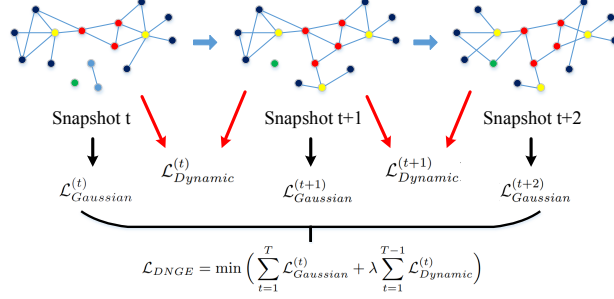 Snapshot t Snapshot t+1 Snapshot t+2
\mathcal{L}_{Gaussian}^{(t)} \mathcal{L}_{Dynamic}^{(t)} \mathcal{L}_{Gaussian}^{(t+1)} \mathcal{L}_{Dynamic}^{(t+1)} \mathcal{L}_{Gaussian}^{(t+2)}
\mathcal{L}_{DNGE} = \min \Big( \sum_{t=1}^{T} \mathcal{L}_{Gaussian}^{(t)} + \lambda \sum_{t=1}^{T-1} \mathcal{L}_{Dynamic}^{(t)} \Big)